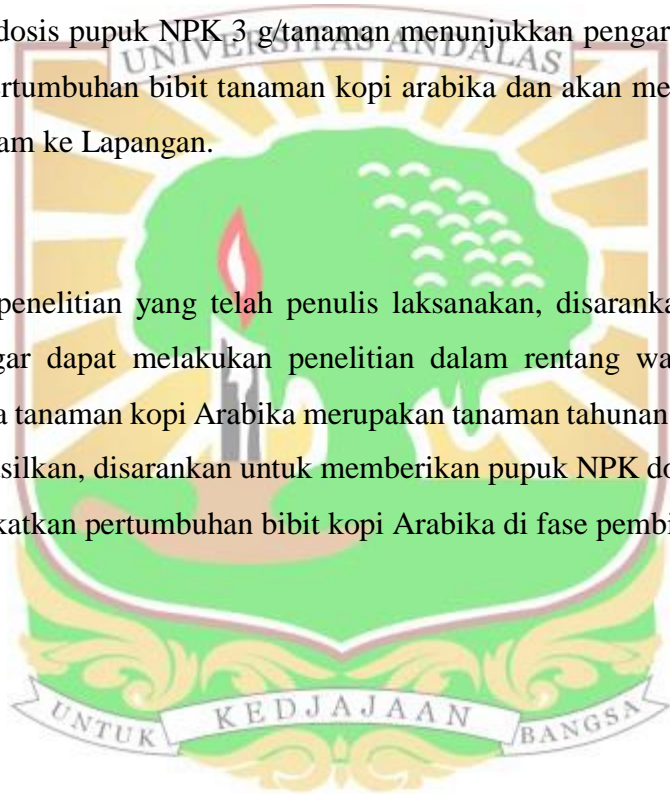 dosis pupuk NPK 3 g/tanaman menunjukkan pengar
UNIVERSITAS ANDALAS
ertumbuhan bibit tanaman kopi arabika dan akan me
am ke Lapangan.
penelitian yang telah penulis laksanakan, disaranka
gar dapat melakukan penelitian dalam rentang wa
a tanaman kopi Arabika merupakan tanaman tahunan
silkan, disarankan untuk memberikan pupuk NPK do
katkan pertumbuhan bibit kopi Arabika di fase pembi
UNTUK KEDJAJAAN BANGSA